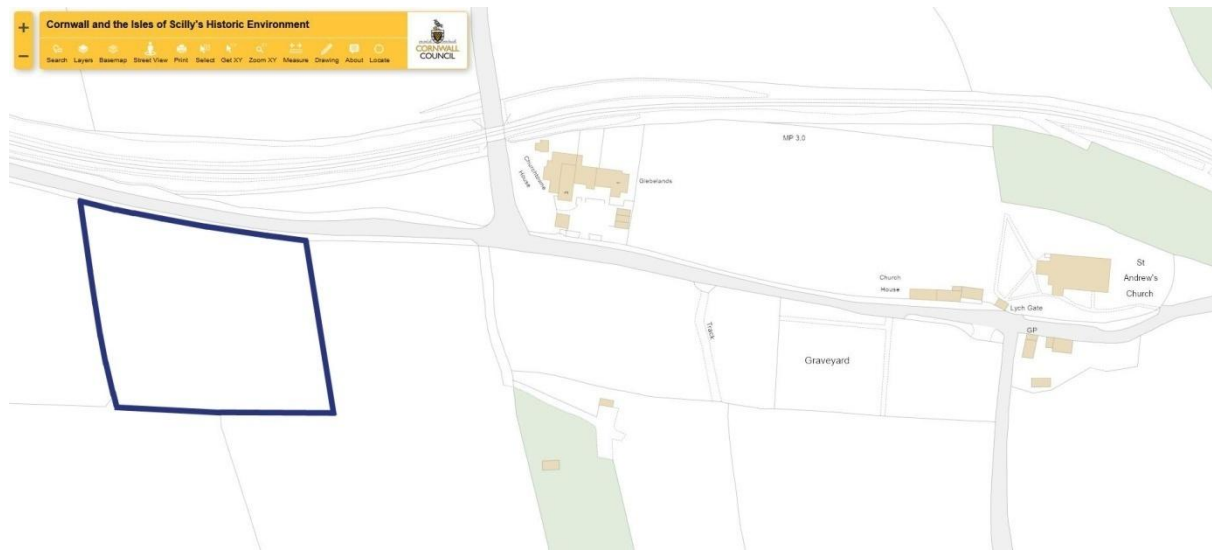 +
−
Cornwall and the Isles of Scilly's Historic Environment
Search Layers Basemap Street View Print Select Get XY Zoom XY Measure Drawing About Locate
CORNWALL
COUNCIL
MP 3.0
Churchtowne
House
Glebelands
Church
House
St
Andrew's
Church
Lych Gate
Track
GP
Graveyard